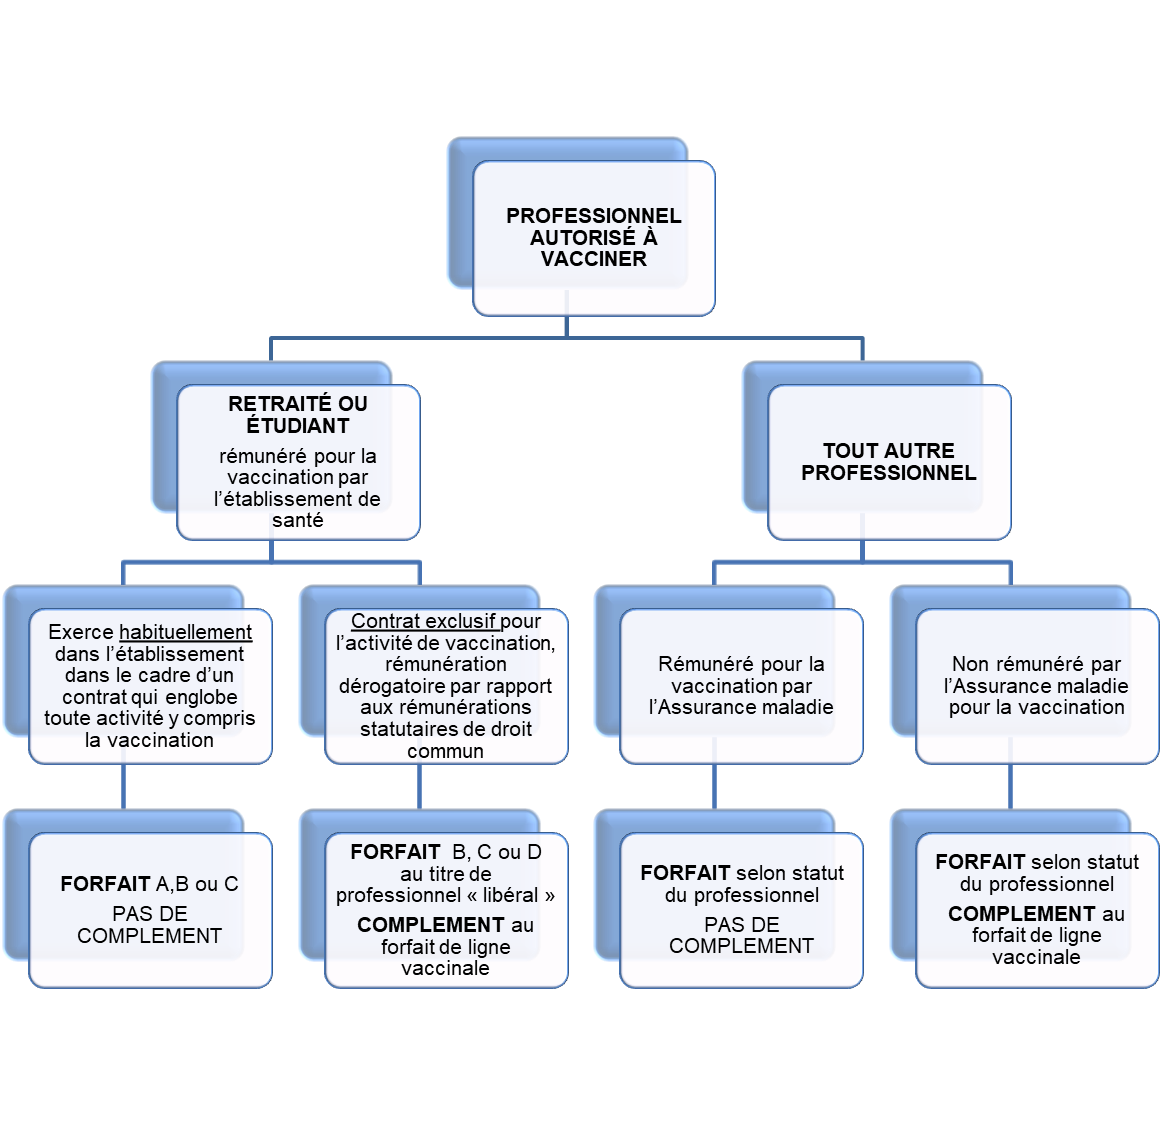 PROFESSIONNEL
AUTORISÉ À
VACCINER
RETRAITÉ OU
ÉTUDIANT
rémunéré pour la
vaccination par
l’établissement de
santé
TOUT AUTRE
PROFESSIONNEL
Exerce habituellement
dans l’établissement
dans le cadre d’un
contrat qui englobe
toute activité y compris
la vaccination
Contrat exclusif pour
l’activité de vaccination,
rémunération
dérogatoire par rapport
aux rémunérations
statutaires de droit
commun
Rémunéré pour la
vaccination par
l’Assurance maladie
Non rémunéré par
l’Assurance maladie
pour la vaccination
FORFAIT A,B ou C
PAS DE
COMPLEMENT
FORFAIT B, C ou D
au titre de
professionnel « libéral »
COMPLEMENT au
forfait de ligne
vaccinale
FORFAIT selon statut
du professionnel
PAS DE
COMPLEMENT
FORFAIT selon statut
du professionnel
COMPLEMENT au
forfait de ligne
vaccinale